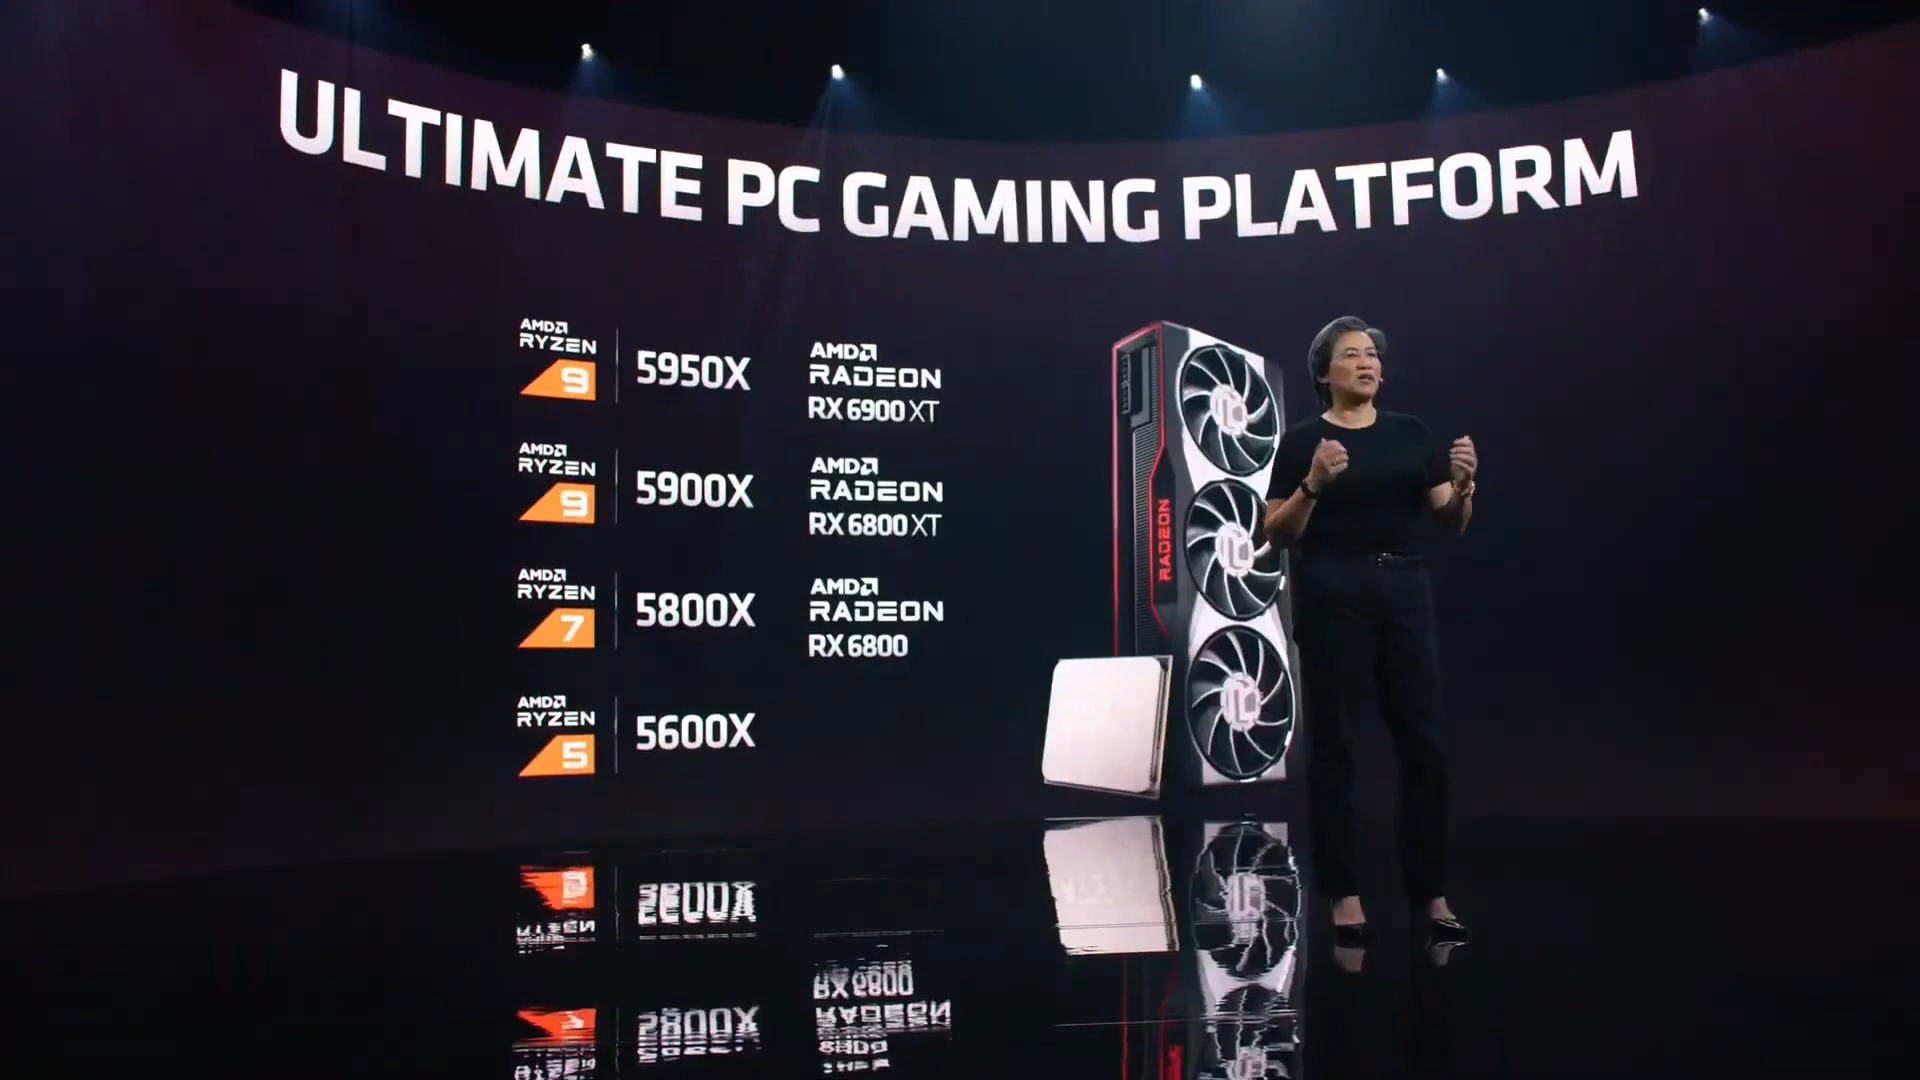 ULTIMATE PC GAMING PLATFORM
AMD
RYZEN
9
5950X
AMD
RADEON
RX 6900 XT
AMD
RYZEN
9
5900X
AMD
RADEON
RX 6800 XT
AMD
RYZEN
7
5800X
AMD
RADEON
RX 6800
AMD
RYZEN
5
5600X
RADEON